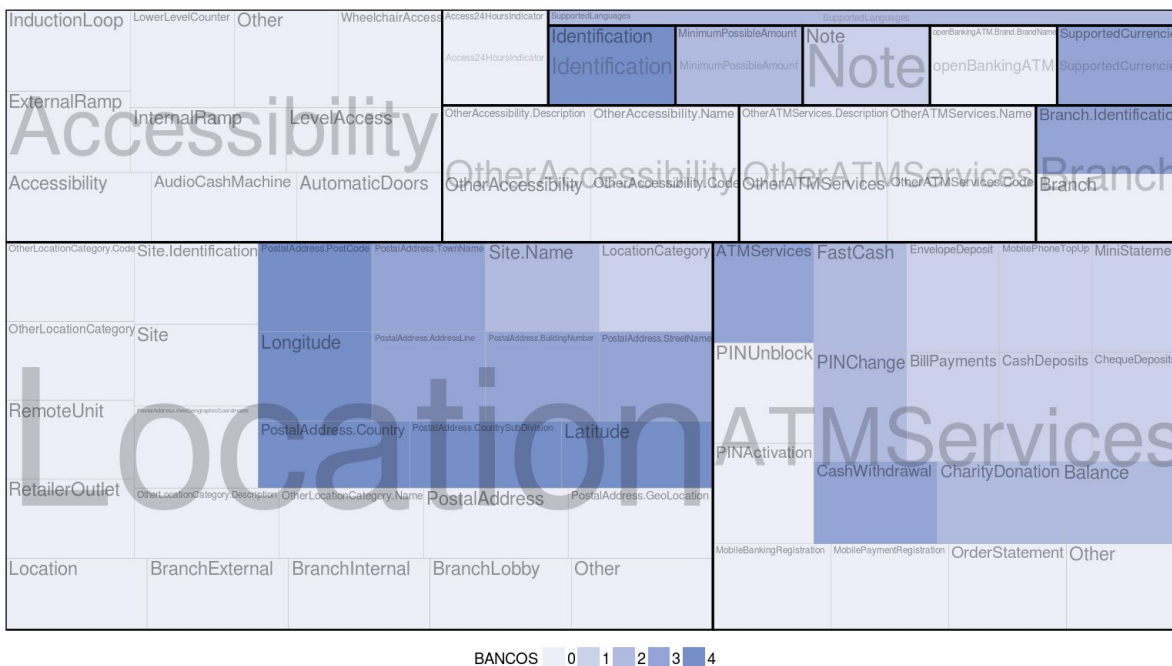 InductionLoop LowerLevelCounter Other WheelchairAccess Access24HoursIndicator SupportedLanguages SupportedLanguages
Identification MinimumPossibleAmount Note openBankingATM.Brand.BrandName SupportedCurrencie
Access24HoursIndicator Identification MinimumPossibleAmount Note openBankingATM SupportedCurrencie
ExternalRamp InternalRamp LevelAccess
Accessibility
OtherAccessibility.Description OtherAccessibility.Name OtherATMServices.Description OtherATMServices.Name Branch.Identificatio
OtherAccessibility OtherATMServices Branch
Accessibility AudioCashMachine AutomaticDoors OtherAccessibility OtherAccessibility.Code OtherATMServices OtherATMServices.Code Branch
OtherLocationCategory.Code Site.Identification PostalAddress.PostCode PostalAddress.TownName Site.Name LocationCategory
OtherLocationCategory Site Longitude PostalAddress.AddressLine PostalAddress.BuildingNumber PostalAddress.StreetName
RemoteUnit PostalAddress.GeoGeographicCoordinates PostalAddress.Country PostalAddress.CountrySubDivision Latitude
Location
RetailerOutlet OtherLocationCategory.Description OtherLocationCategory.Name PostalAddress PostalAddress.GeoLocation
Location BranchExternal BranchInternal BranchLobby Other
ATMServices FastCash EnvelopeDeposit MobilePhoneTopUp MiniStateme
PINUnblock PINChange BillPayments CashDeposits ChequeDeposits
ATMServices
PINActivation CashWithdrawal CharityDonation Balance
MobileBankingRegistration MobilePaymentRegistration OrderStatement Other
BANCOS 0 1 2 3 4